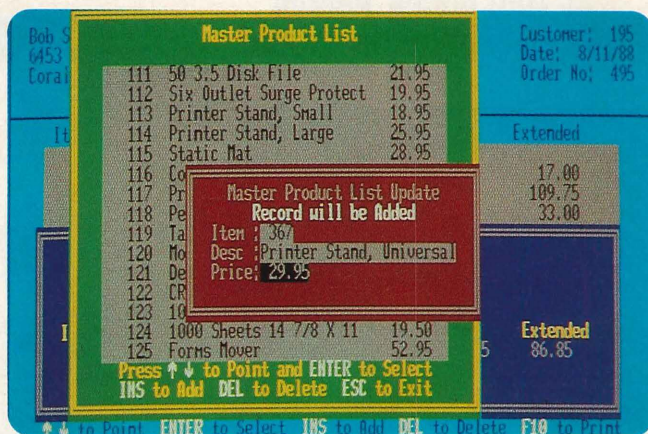 Bob S
6453
Coral
Customer: 195
Date: 8/11/88
Order No: 495
Master Product List
It
Extended
111 50 3.5 Disk File 21.95
112 Six Outlet Surge Protect 19.95
113 Printer Stand, Small 18.95
114 Printer Stand, Large 25.95
115 Static Mat 28.95
116 Co
17.00
117 Pr
109.75
118 Pe
33.00
119 Ta
120 Mo
121 De
122 CR
123 10
124 1000 Sheets 14 7/8 X 11 19.50
125 Forms Mover 52.95
Master Product List Update
Record will be Added
Item : 367
Desc :Printer Stand, Universal
Price: 29.95
I
Extended
5 86.85
Press ↑ ↓ to Point and ENTER to Select
INS to Add DEL to Delete ESC to Exit
↑ ↓ to Point ENTER to Select INS to Add DEL to Delete F10 to Print